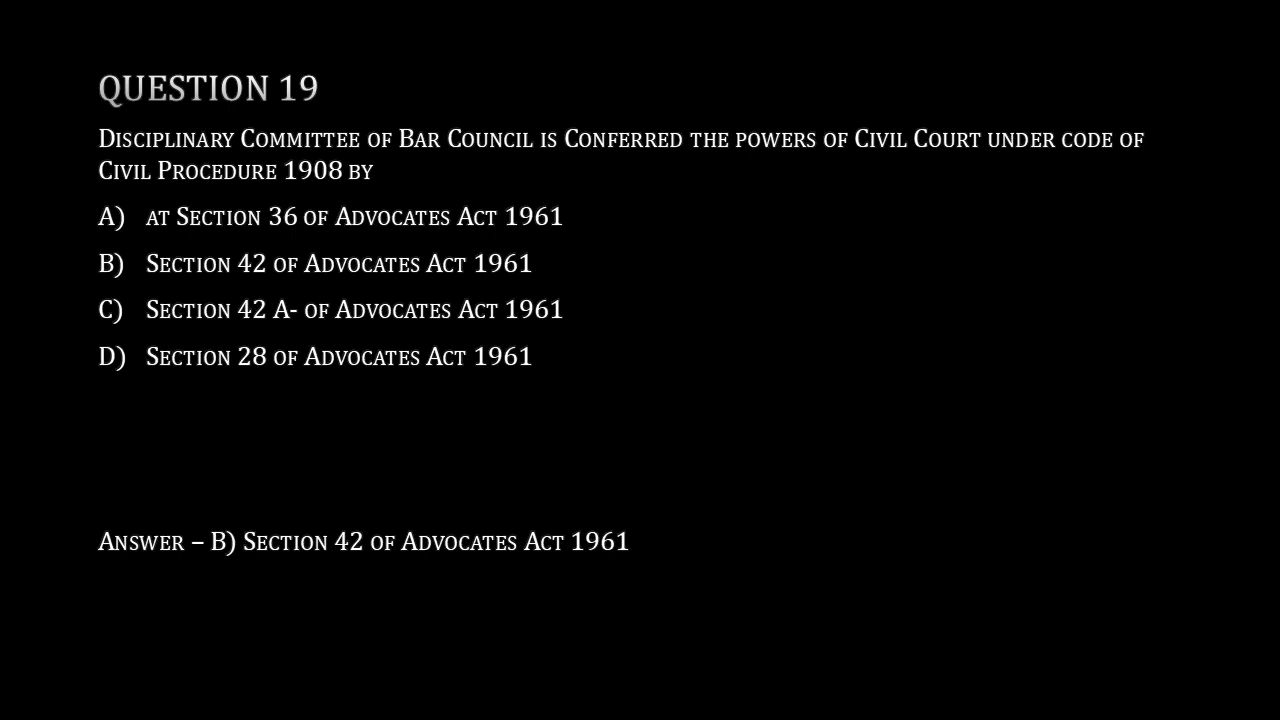 QUESTION 19
Disciplinary Committee of Bar Council is Conferred the powers of Civil Court under code of
Civil Procedure 1908 by
A) at Section 36 of Advocates Act 1961
B) Section 42 of Advocates Act 1961
C) Section 42 A- of Advocates Act 1961
D) Section 28 of Advocates Act 1961
Answer – B) Section 42 of Advocates Act 1961